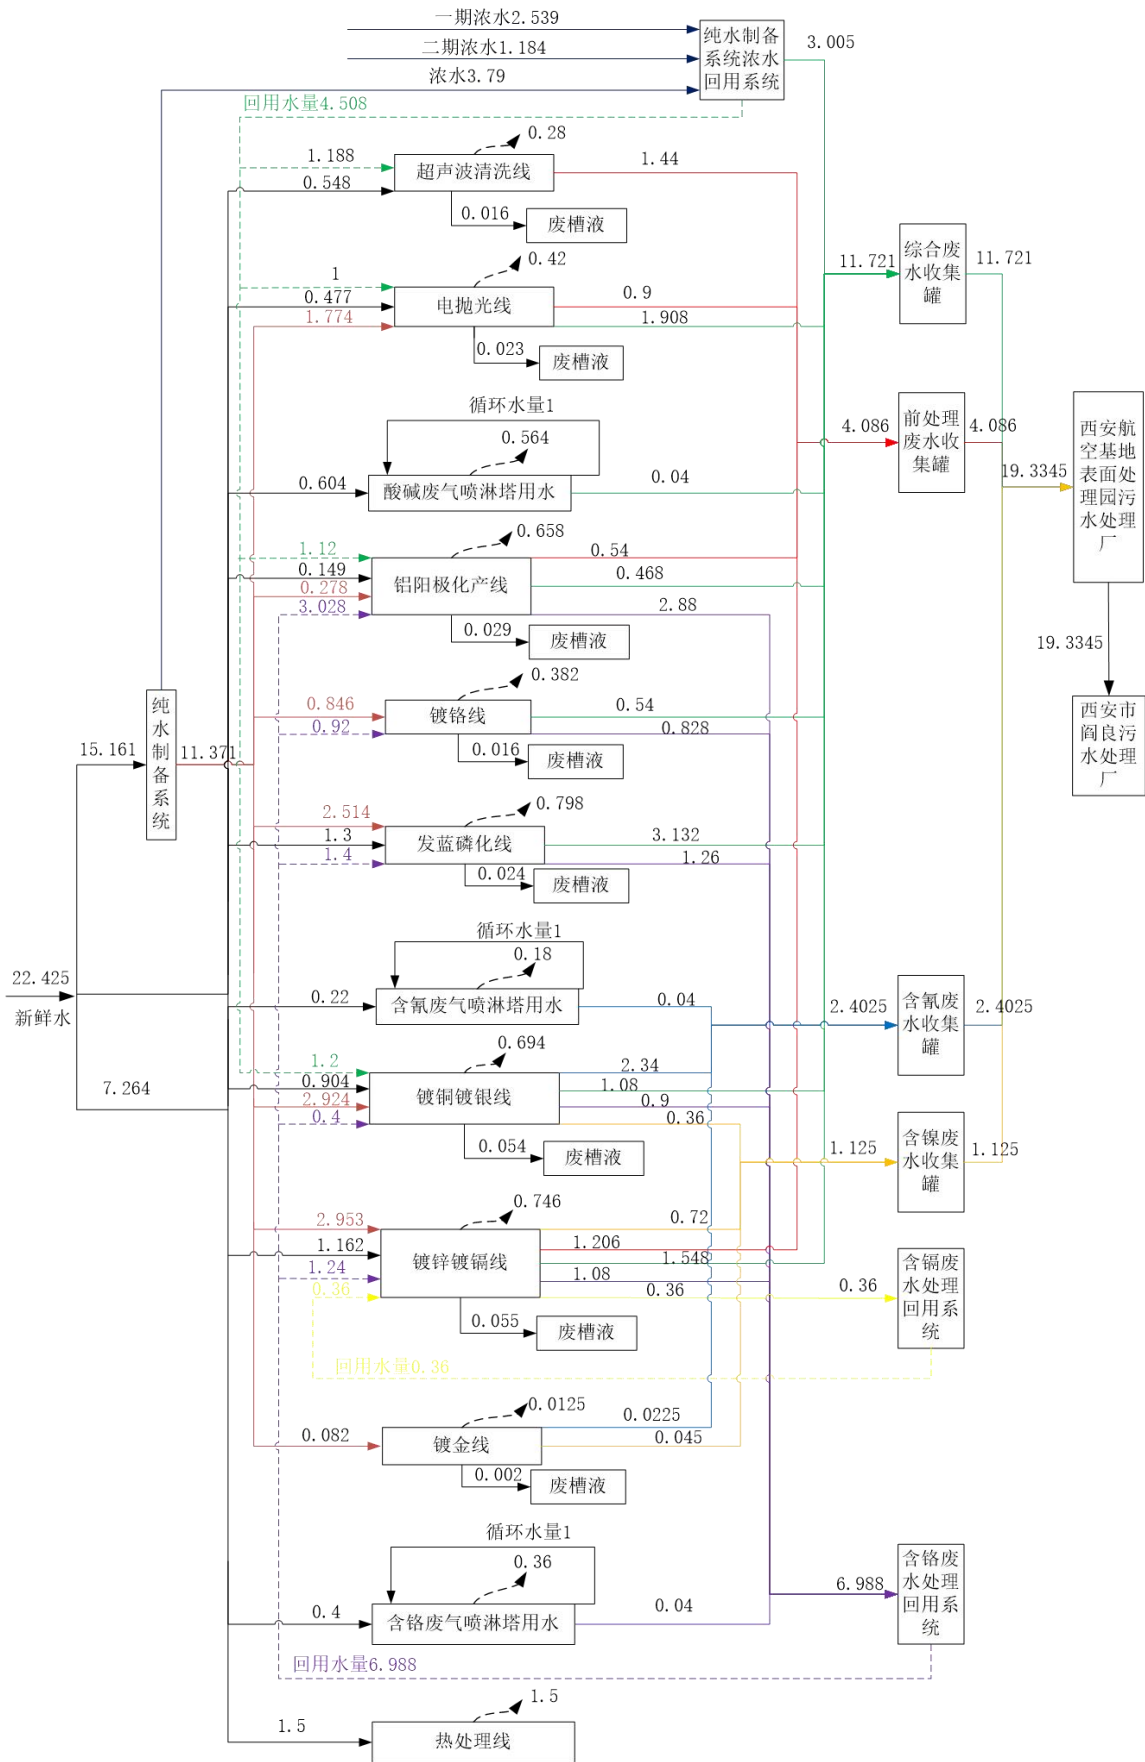 一期浓水2.539
二期浓水1.184
浓水3.79
纯水制备
系统浓水
回用系统
3.005
回用水量4.508
0.28
1.188
超声波清洗线
1.44
0.548
0.016
废槽液
0.42
1
0.477
电抛光线
0.9
1.774
1.908
0.023
废槽液
11.721
综合废
水收集
罐
11.721
循环水量1
0.564
0.604
酸碱废气喷淋塔用水
0.04
4.086
前处理
废水收
集罐
4.086
19.3345
西安航
空基地
表面处
理园污
水处理
厂
0.658
1.12
0.149
0.278
3.028
铝阳极化产线
0.54
0.468
2.88
0.029
废槽液
19.3345
西安市
阎良污
水处理
厂
0.382
0.846
0.92
镀铬线
0.54
0.828
0.016
废槽液
15.161
纯
水
制
备
系
统
11.371
0.798
2.514
1.3
1.4
发蓝磷化线
3.132
1.26
0.024
废槽液
22.425
新鲜水
7.264
循环水量1
0.18
0.22
含氰废气喷淋塔用水
0.04
2.4025
含氰废
水收集
罐
2.4025
0.694
1.2
0.904
2.924
0.4
镀铜镀银线
2.34
1.08
0.9
0.36
0.054
废槽液
1.125
含镍废
水收集
罐
1.125
0.746
2.953
1.162
1.24
0.36
镀锌镀镉线
0.72
1.206
1.548
1.08
0.36
0.055
废槽液
0.36
含镉废
水处理
回用系
统
回用水量0.36
0.0125
0.082
镀金线
0.0225
0.045
0.002
废槽液
循环水量1
0.36
0.4
含铬废气喷淋塔用水
0.04
6.988
含铬废
水处理
回用系
统
回用水量6.988
1.5
1.5
热处理线